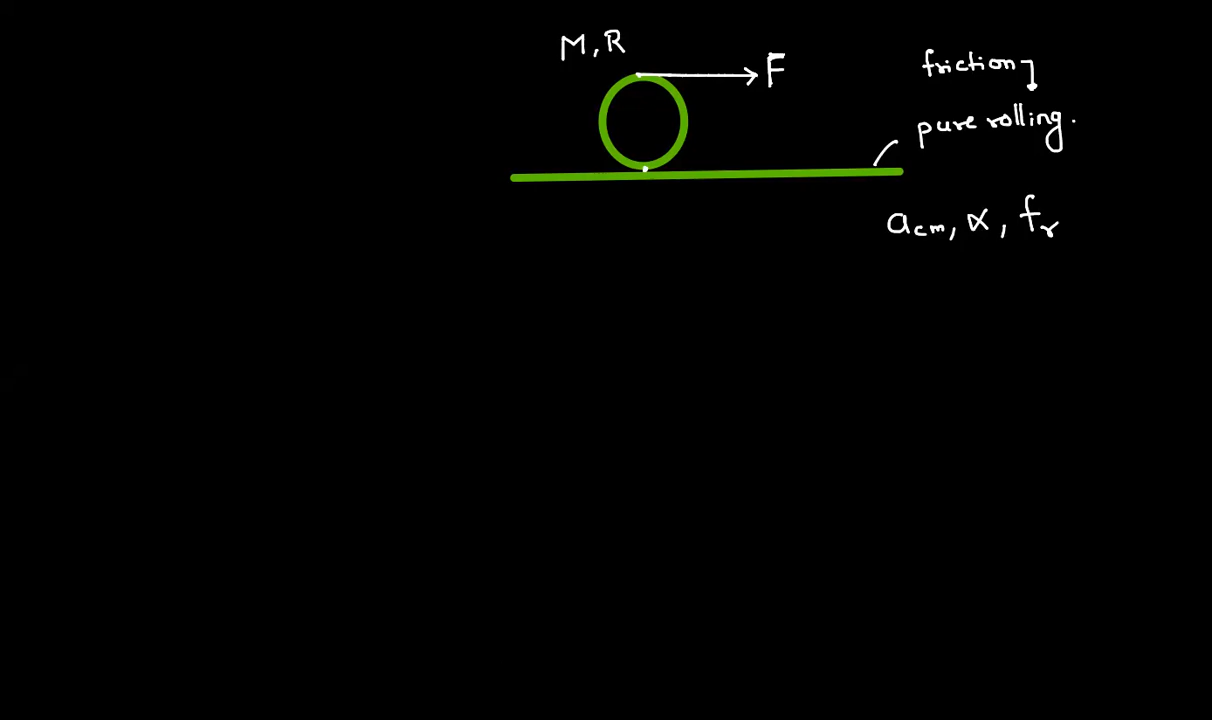 M, R
F
friction
pure rolling.
acm, α, fr